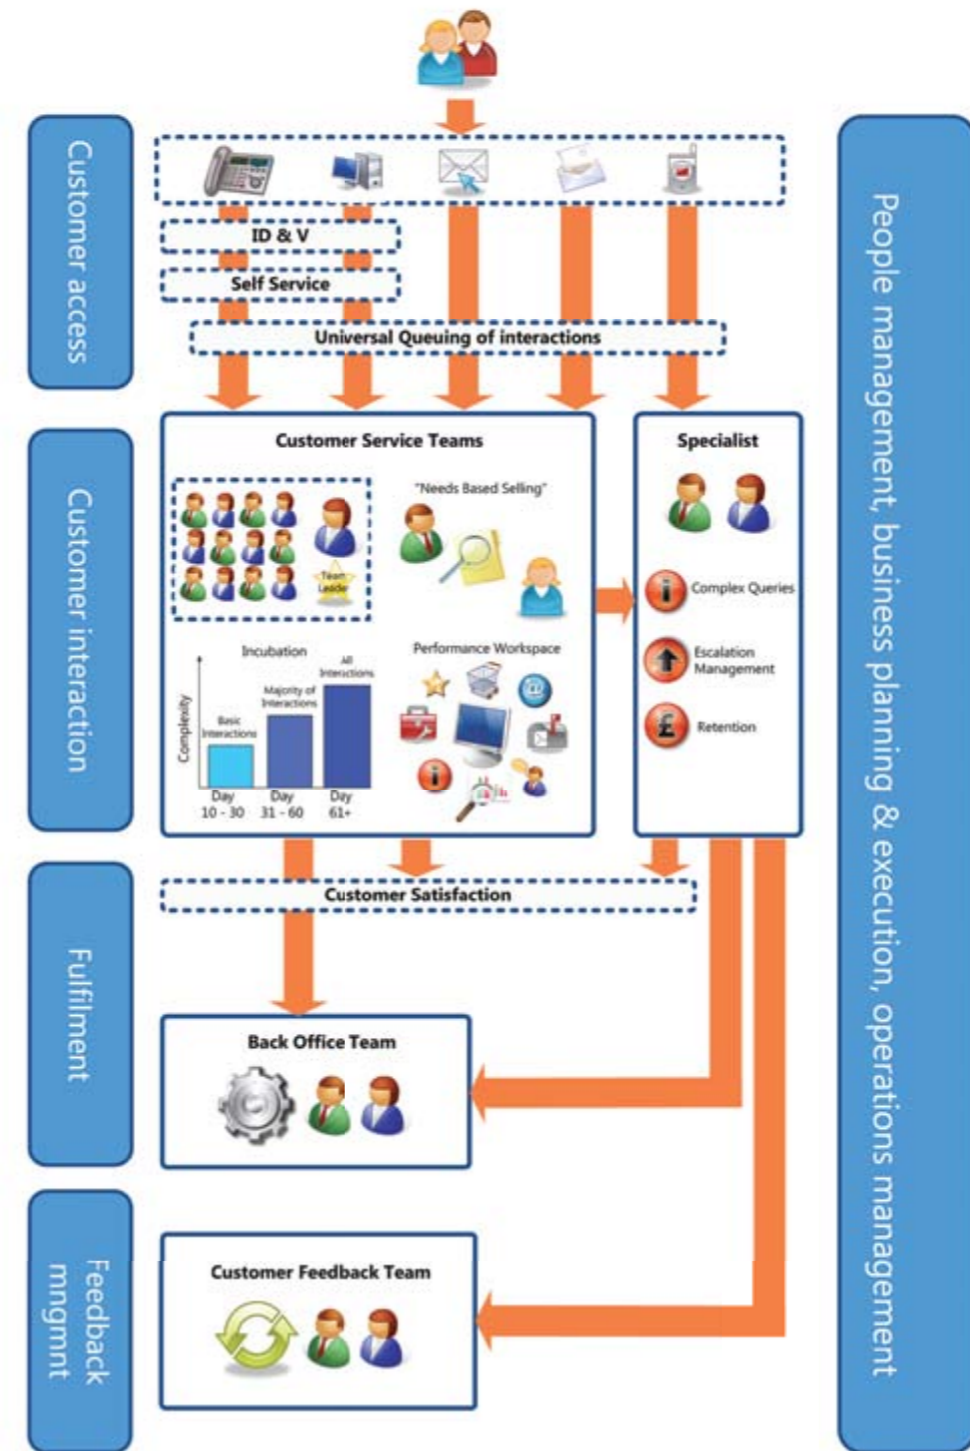 Customer access
ID & V
Self Service
Universal Queuing of interactions
Customer interaction
Customer Service Teams
"Needs Based Selling"
Team
Leader
Incubation
Complexity
Basic
Interactions
Majority of
Interactions
All
Interactions
Day
10 - 30
Day
31 - 60
Day
61+
Performance Workspace
Specialist
Complex Queries
Escalation
Management
Retention
Fulfilment
Customer Satisfaction
Back Office Team
Feedback
mngmnt
Customer Feedback Team
People management, business planning & execution, operations management